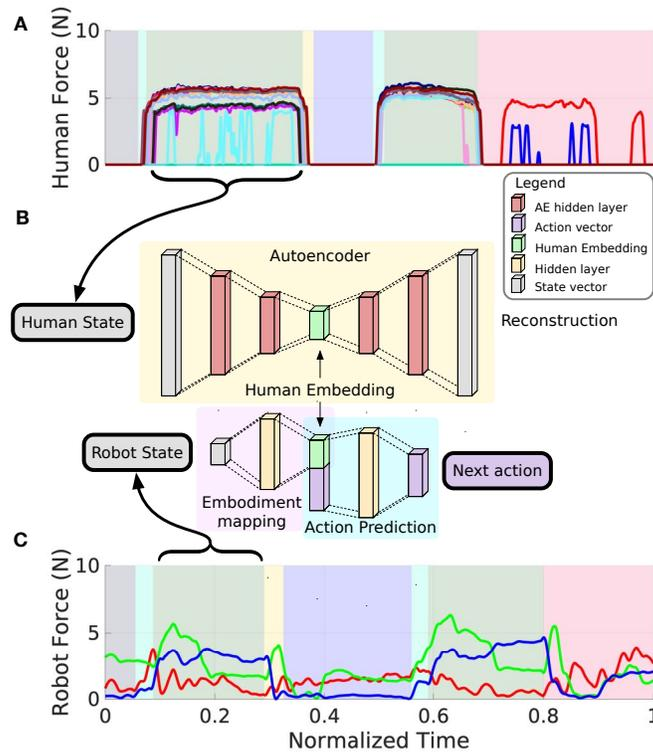 A
Human Force (N)
10
5
0
B
Legend
AE hidden layer
Action vector
Human Embedding
Hidden layer
State vector
Autoencoder
Human State
Reconstruction
Human Embedding
Robot State
Next action
Embodiment
mapping
Action Prediction
C
Robot Force (N)
10
5
0
0
0.2
0.4
0.6
0.8
1
Normalized Time